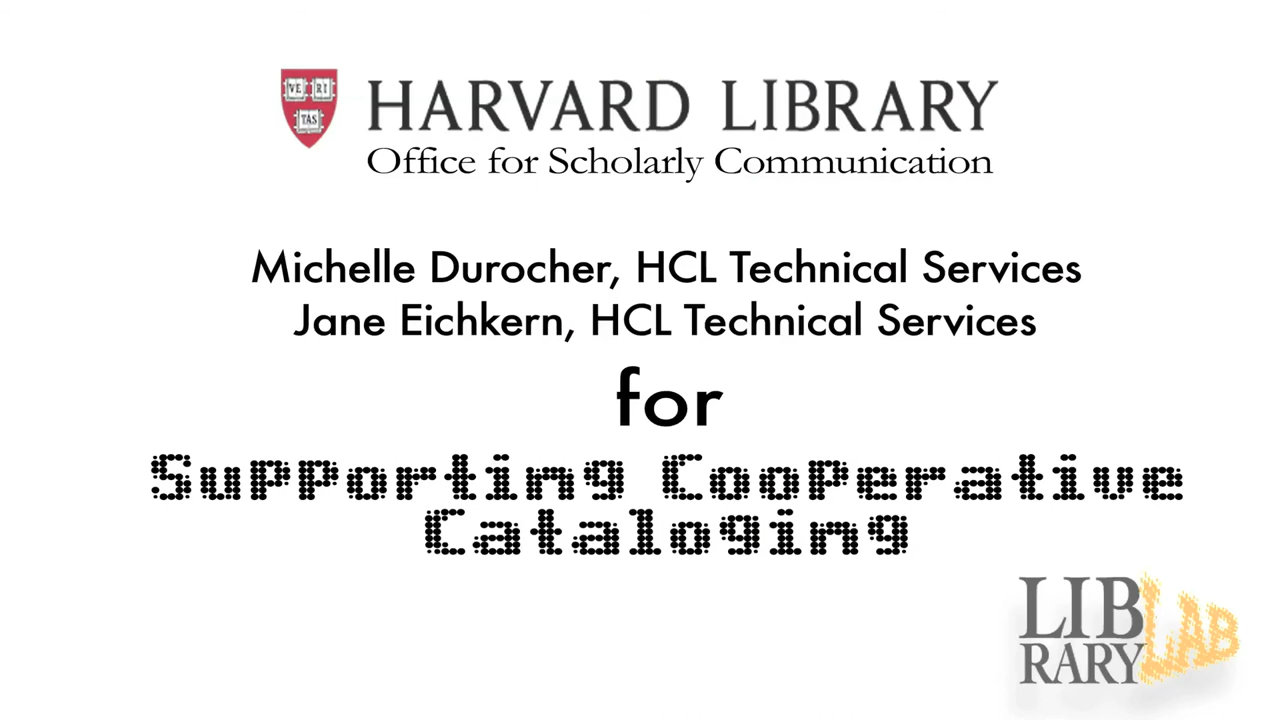 VE RI
TAS
HARVARD LIBRARY
Office for Scholarly Communication
Michelle Durocher, HCL Technical Services
Jane Eichkern, HCL Technical Services
for
Supporting Cooperative
Cataloging
LIB
RARY
LAB